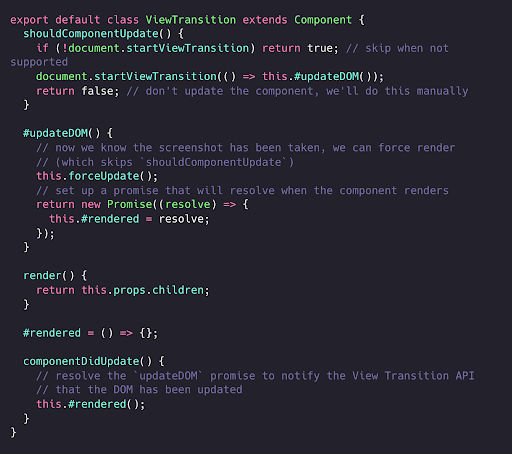 export default class ViewTransition extends Component {
  shouldComponentUpdate() {
    if (!document.startViewTransition) return true; // skip when not
supported
    document.startViewTransition(() => this.#updateDOM());
    return false; // don't update the component, we'll do this manually
  }

  #updateDOM() {
    // now we know the screenshot has been taken, we can force render
    // (which skips `shouldComponentUpdate`)
    this.forceUpdate();
    // set up a promise that will resolve when the component renders
    return new Promise((resolve) => {
      this.#rendered = resolve;
    });
  }

  render() {
    return this.props.children;
  }

  #rendered = () => {};

  componentDidUpdate() {
    // resolve the `updateDOM` promise to notify the View Transition API
    // that the DOM has been updated
    this.#rendered();
  }
}